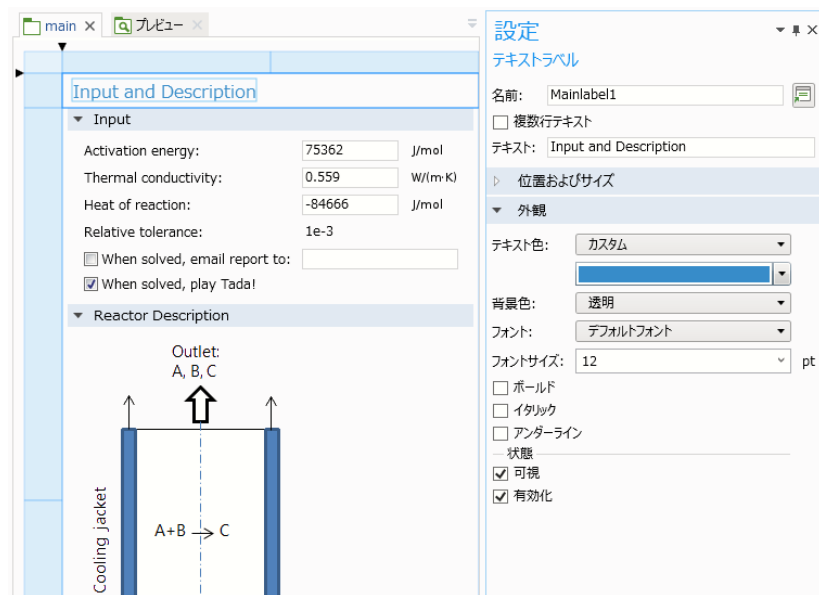 main
プレビュー
Input and Description
Input
Activation energy: 75362 J/mol
Thermal conductivity: 0.559 W/(m·K)
Heat of reaction: -84666 J/mol
Relative tolerance: 1e-3
When solved, email report to:
When solved, play Tada!
Reactor Description
Outlet:
A, B, C
Cooling jacket
A+B → C
設定
テキストラベル
名前: Mainlabel1
複数行テキスト
テキスト: Input and Description
位置およびサイズ
外観
テキスト色: カスタム
背景色: 透明
フォント: デフォルトフォント
フォントサイズ: 12 pt
ボールド
イタリック
アンダーライン
状態
可視
有効化